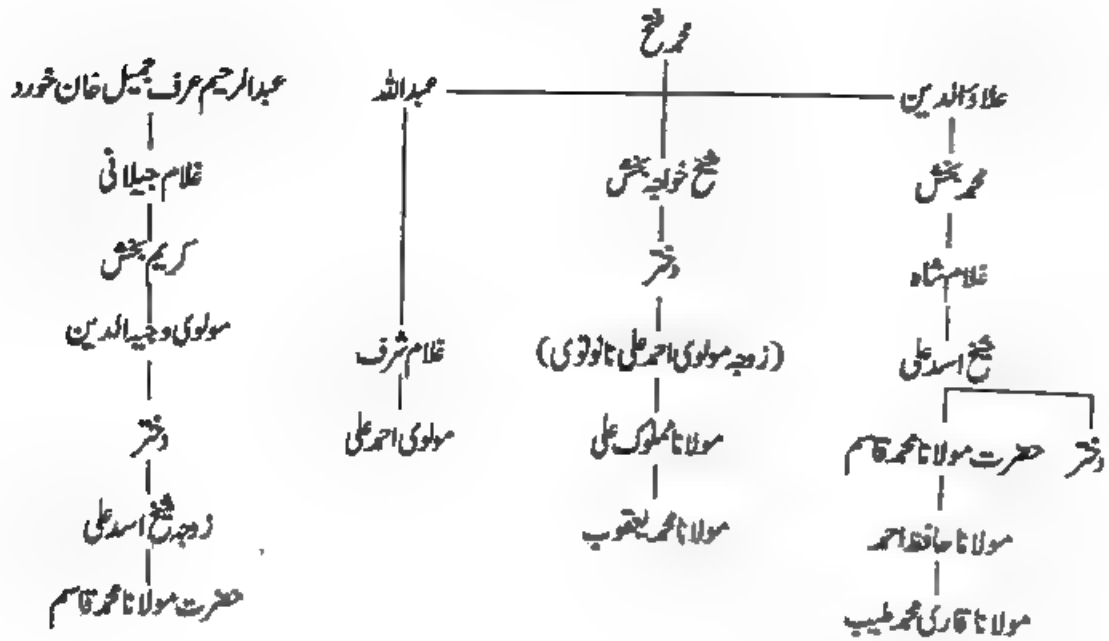 محمد فتح
علاؤالدین
عبداللہ
عبدالرحیم عرف جمیل خان خورد
محمد بخش
شیخ خواجہ بخش
غلام جیلانی
غلام شاہ
دختر
کریم بخش
شیخ اسد علی
(زوجہ مولوی احمد علی نانوتوی)
غلام شرف
مولوی وجیہ الدین
دختر
حضرت مولانا محمد قاسم
مولانا مملوک علی
مولوی احمد علی
دختر
مولانا حافظ احمد
مولانا محمد یعقوب
زوجہ شیخ اسد علی
مولانا قاری محمد طیب
حضرت مولانا محمد قاسم